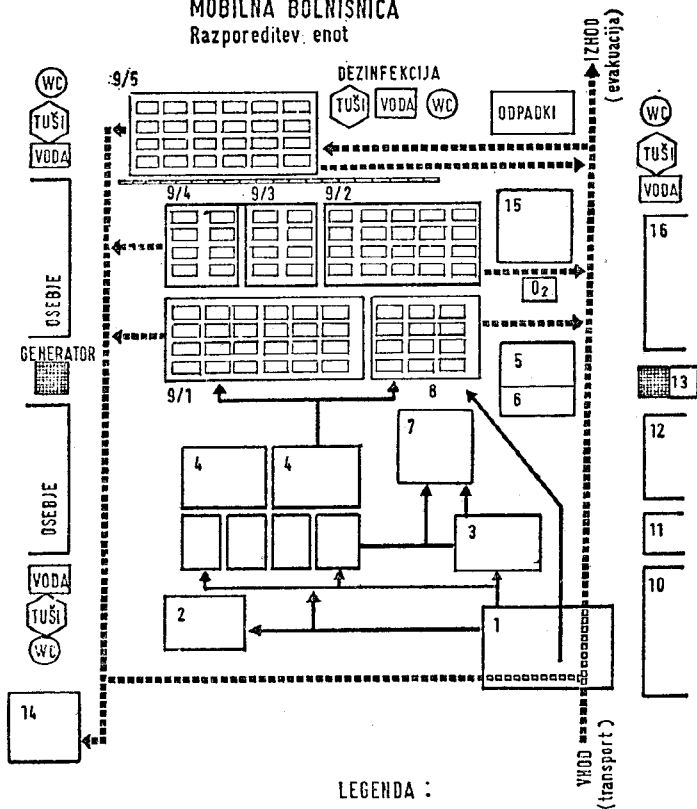 MOBILNA BOLNIŠNICA
Razporeditev enot
IZHOD
(evakuacija)
9/5
DEZINFEKCIJA
WC
TUŠI
VODA
TUŠI
VODA
WC
ODPADKI
WC
TUŠI
VODA
9/4
9/3
9/2
15
16
OSEBJE
O2
GENERATOR
9/1
8
5
6
13
7
12
4
4
OSEBJE
3
11
VODA
TUŠI
WC
2
1
10
14
VHOD
(transport)
LEGENDA :